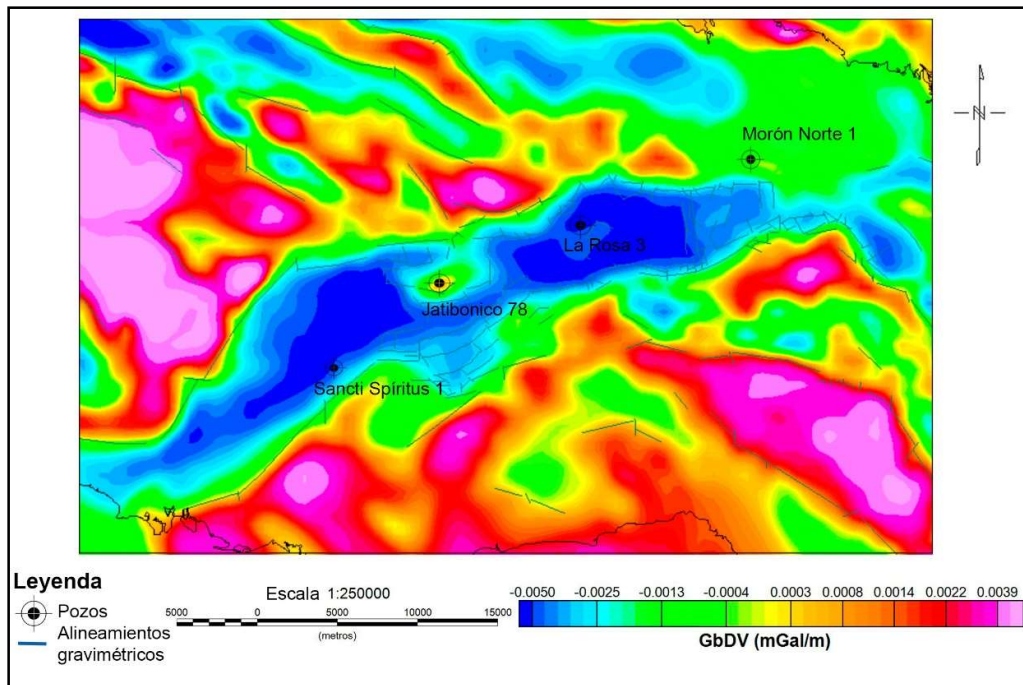 Morón Norte 1
N
La Rosa 3
Jatibonico 78
Sancti Spíritus 1
Leyenda
Pozos
Alineamientos
gravimétricos
Escala 1:250000
5000 0 5000 10000 15000
(metros)
-0.0050 -0.0025 -0.0013 -0.0004 0.0003 0.0008 0.0014 0.0022 0.0039
GbDV (mGal/m)